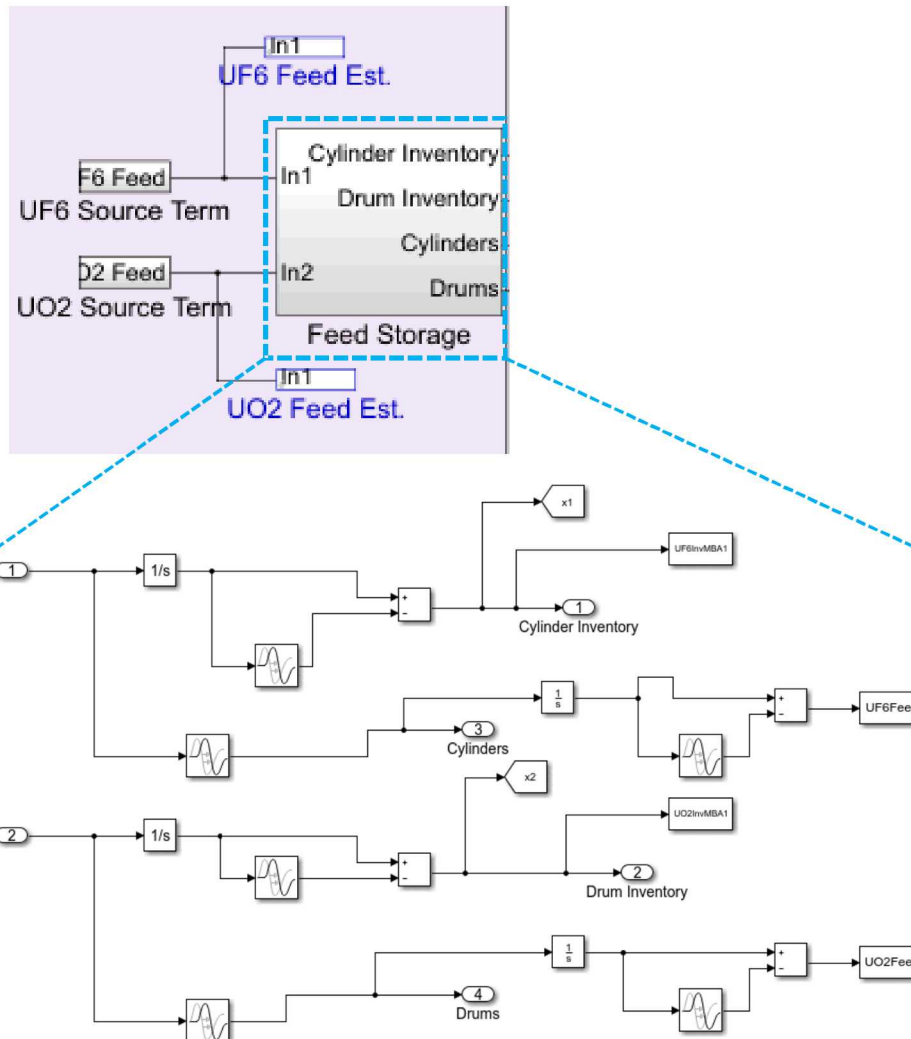 In1
UF6 Feed Est.
F6 Feed
UF6 Source Term
In1
Cylinder Inventory
Drum Inventory
Cylinders
Drums
O2 Feed
UO2 Source Term
In2
Feed Storage
In1
UO2 Feed Est.
x1
UF6InvMBA1
1
1/s
+
−
1
Cylinder Inventory
1
s
+
−
UF6Fee
3
Cylinders
x2
UO2InvMBA1
2
1/s
+
−
2
Drum Inventory
1
s
+
−
UO2Fee
4
Drums